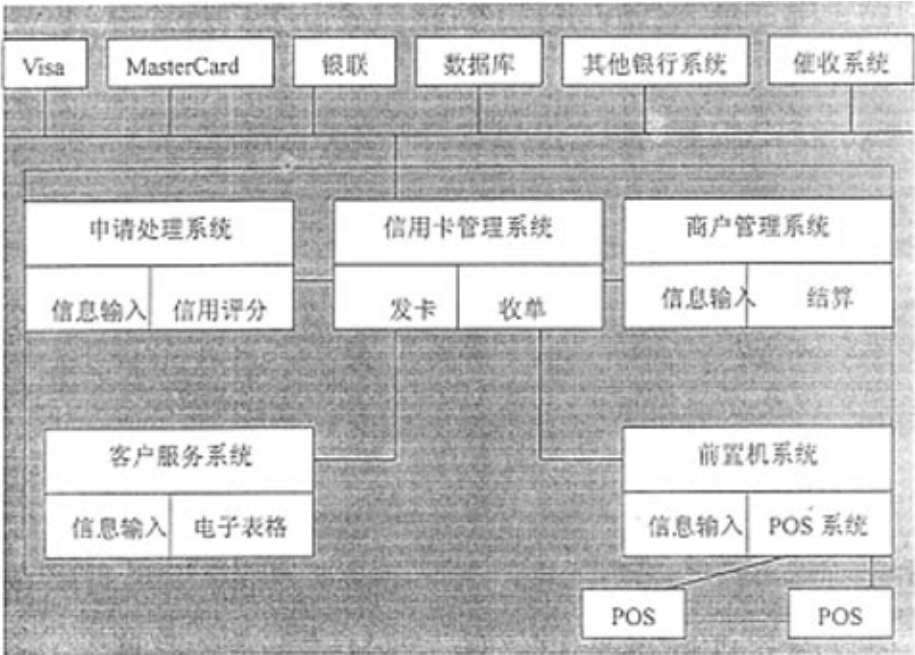 Visa
MasterCard
银联
数据库
其他银行系统
催收系统
申请处理系统
信用卡管理系统
商户管理系统
信息输入
信用评分
发卡
收单
信息输入
结算
客户服务系统
前置机系统
信息输入
电子表格
信息输入
POS 系统
POS
POS